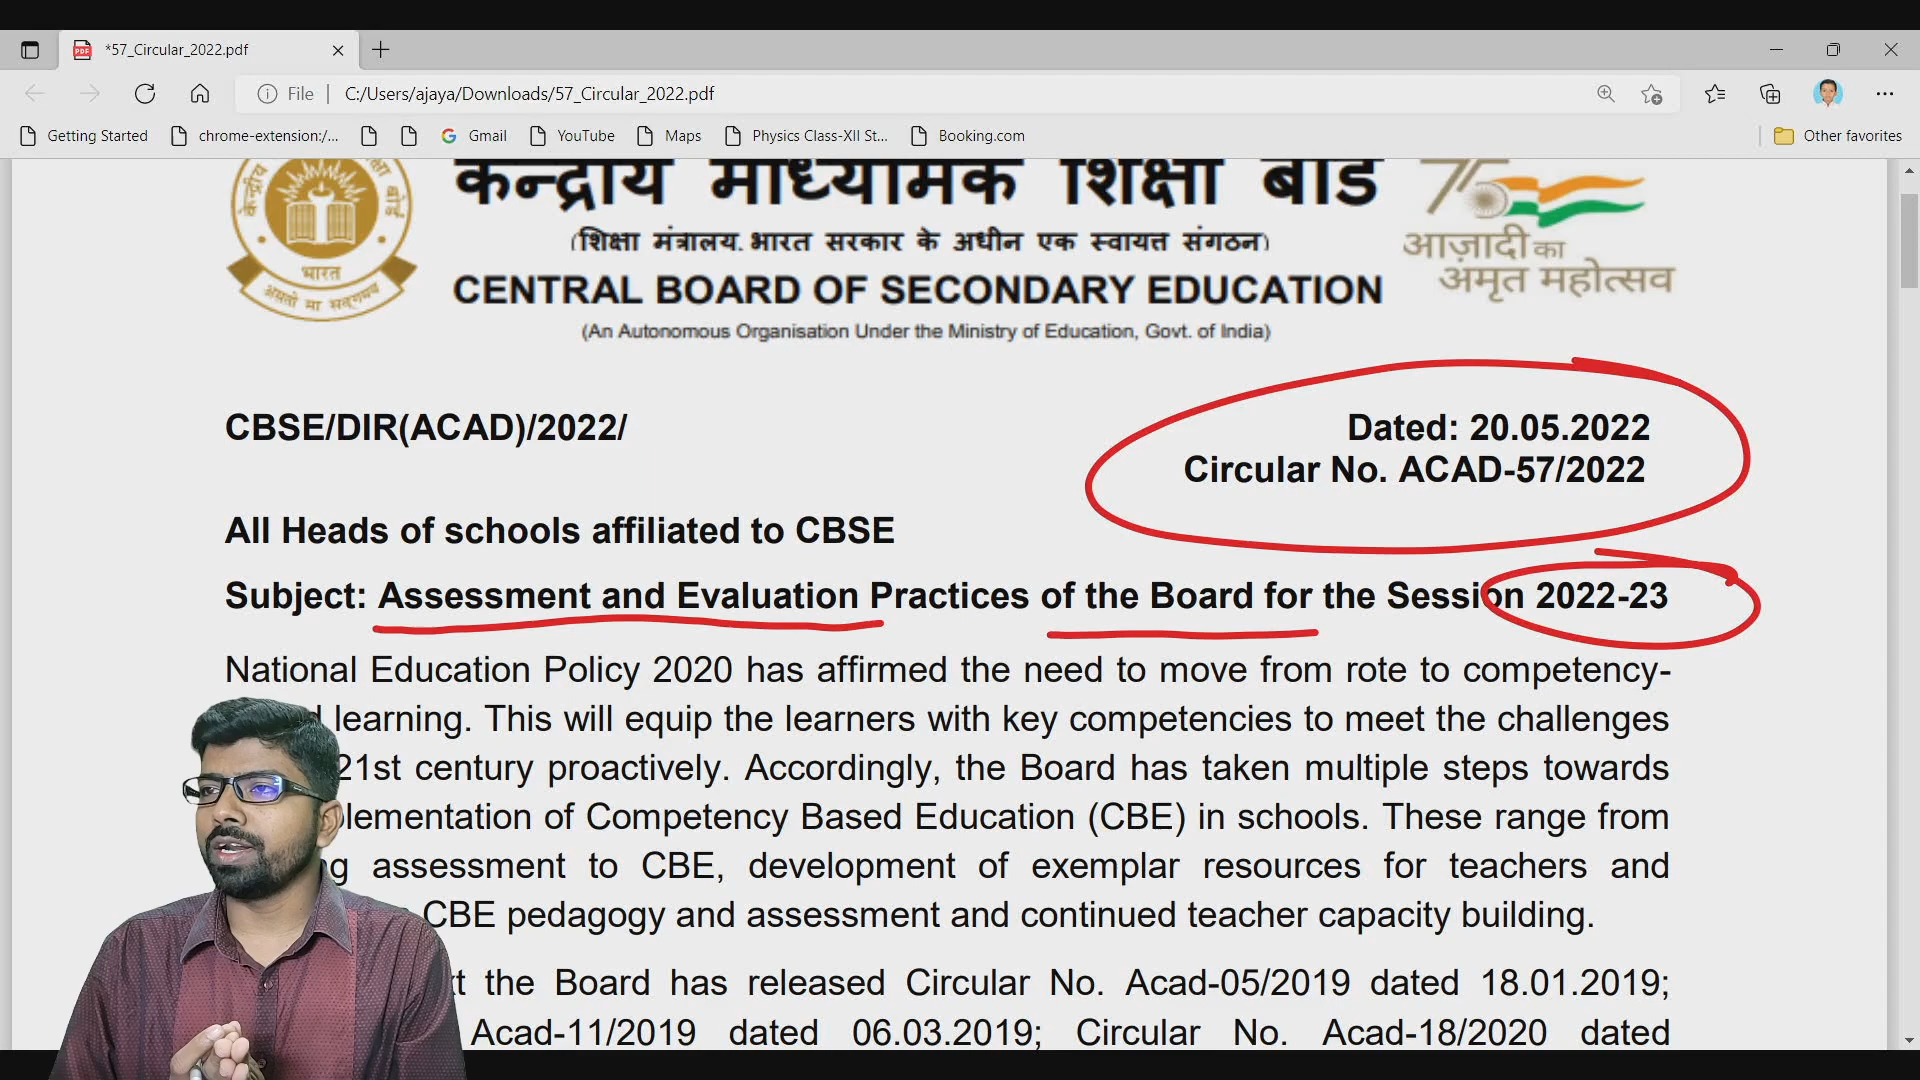 *57_Circular_2022.pdf
File
C:/Users/ajaya/Downloads/57_Circular_2022.pdf
Getting Started
chrome-extension:/...
Gmail
YouTube
Maps
Physics Class-XII St...
Booking.com
Other favorites
केन्द्रीय माध्यमिक शिक्षा बोर्ड
(शिक्षा मंत्रालय, भारत सरकार के अधीन एक स्वायत्त संगठन)
भारत
असतो मा सद्गमय
CENTRAL BOARD OF SECONDARY EDUCATION
(An Autonomous Organisation Under the Ministry of Education, Govt. of India)
आज़ादी का
अमृत महोत्सव
CBSE/DIR(ACAD)/2022/
Dated: 20.05.2022
Circular No. ACAD-57/2022
All Heads of schools affiliated to CBSE
Subject: Assessment and Evaluation Practices of the Board for the Session 2022-23
National Education Policy 2020 has affirmed the need to move from rote to competency-
learning. This will equip the learners with key competencies to meet the challenges
21st century proactively. Accordingly, the Board has taken multiple steps towards
plementation of Competency Based Education (CBE) in schools. These range from
g assessment to CBE, development of exemplar resources for teachers and
CBE pedagogy and assessment and continued teacher capacity building.
xt the Board has released Circular No. Acad-05/2019 dated 18.01.2019;
Acad-11/2019 dated 06.03.2019; Circular No. Acad-18/2020 dated